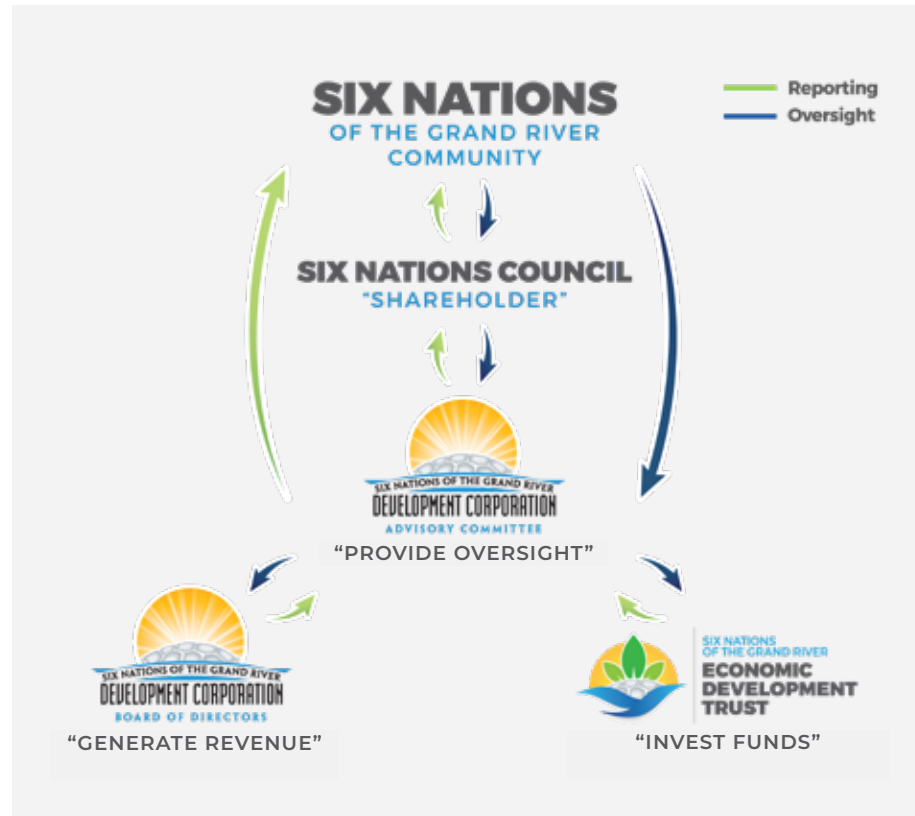 SIX NATIONS
OF THE GRAND RIVER
COMMUNITY
Reporting
Oversight
SIX NATIONS COUNCIL
"SHAREHOLDER"
SIX NATIONS OF THE GRAND RIVER
DEVELOPMENT CORPORATION
ADVISORY COMMITTEE
“PROVIDE OVERSIGHT”
SIX NATIONS OF THE GRAND RIVER
DEVELOPMENT CORPORATION
BOARD OF DIRECTORS
“GENERATE REVENUE”
SIX NATIONS
OF THE GRAND RIVER
ECONOMIC
DEVELOPMENT
TRUST
“INVEST FUNDS”